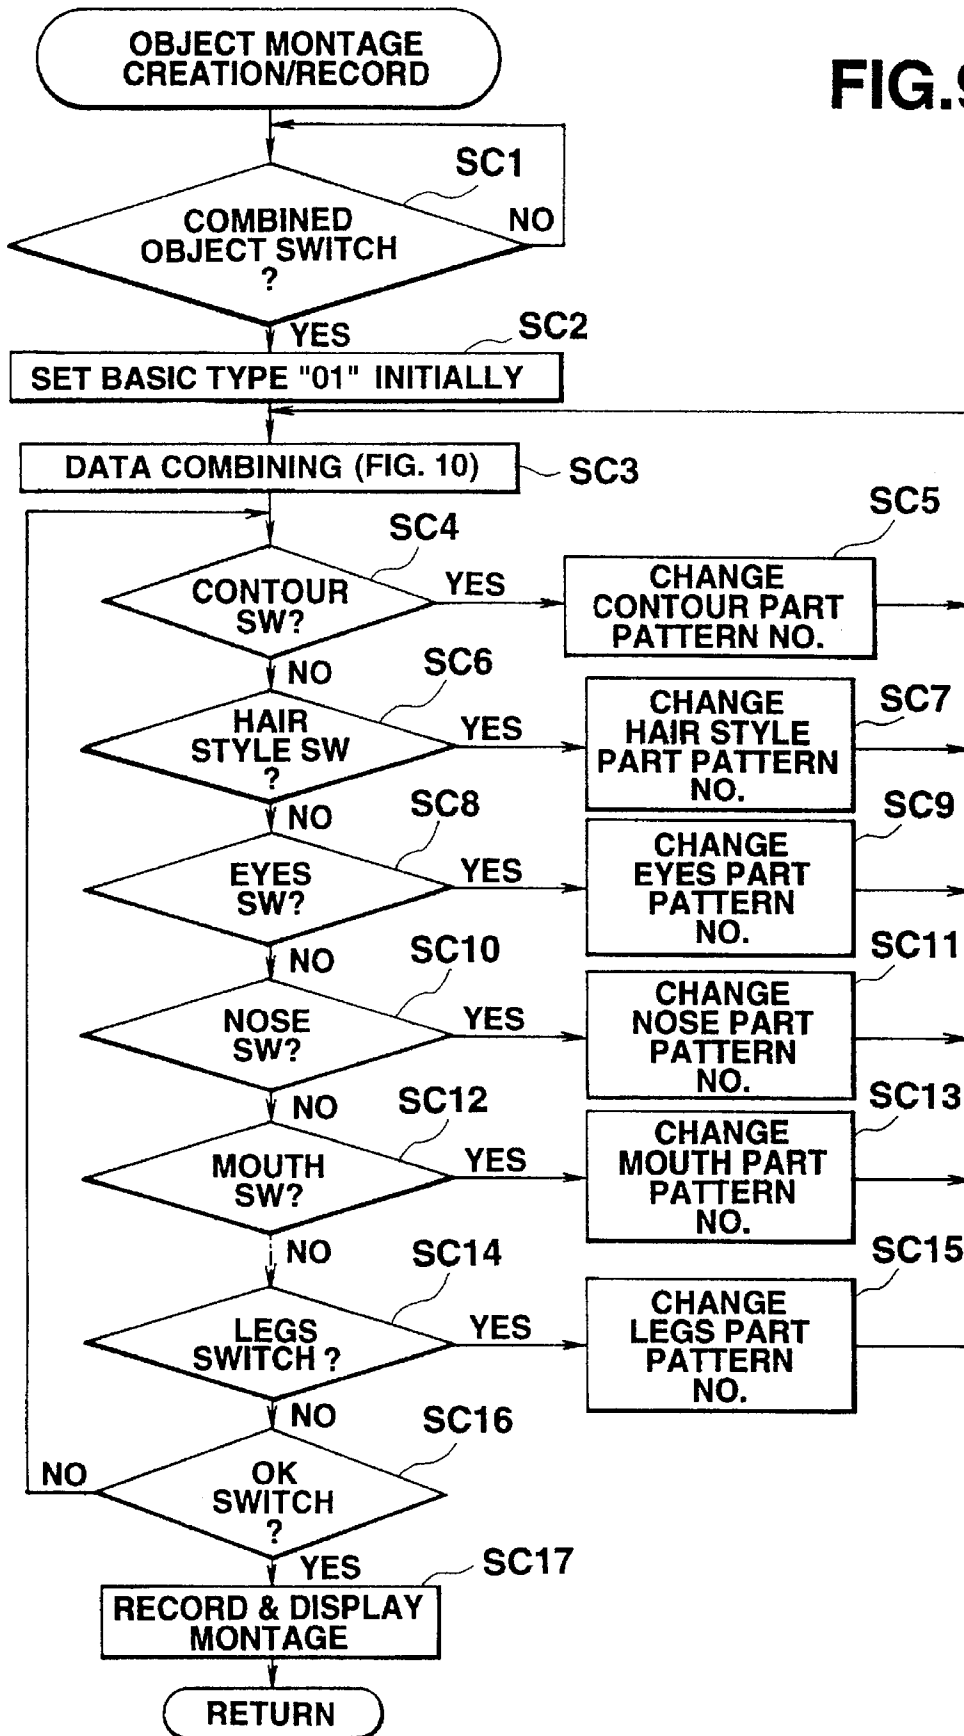 OBJECT MONTAGE
CREATION/RECORD
FIG.9
SC1
COMBINED
OBJECT SWITCH
?
NO
YES
SC2
SET BASIC TYPE "01" INITIALLY
DATA COMBINING (FIG. 10)
SC3
SC4
CONTOUR
SW?
YES
SC5
CHANGE
CONTOUR PART
PATTERN NO.
NO
SC6
HAIR
STYLE SW
?
YES
SC7
CHANGE
HAIR STYLE
PART PATTERN
NO.
NO
SC8
EYES
SW?
YES
SC9
CHANGE
EYES PART
PATTERN
NO.
NO
SC10
NOSE
SW?
YES
SC11
CHANGE
NOSE PART
PATTERN
NO.
NO
SC12
MOUTH
SW?
YES
SC13
CHANGE
MOUTH PART
PATTERN
NO.
NO
SC14
LEGS
SWITCH ?
YES
SC15
CHANGE
LEGS PART
PATTERN
NO.
NO
SC16
OK
SWITCH
?
NO
YES
SC17
RECORD & DISPLAY
MONTAGE
RETURN